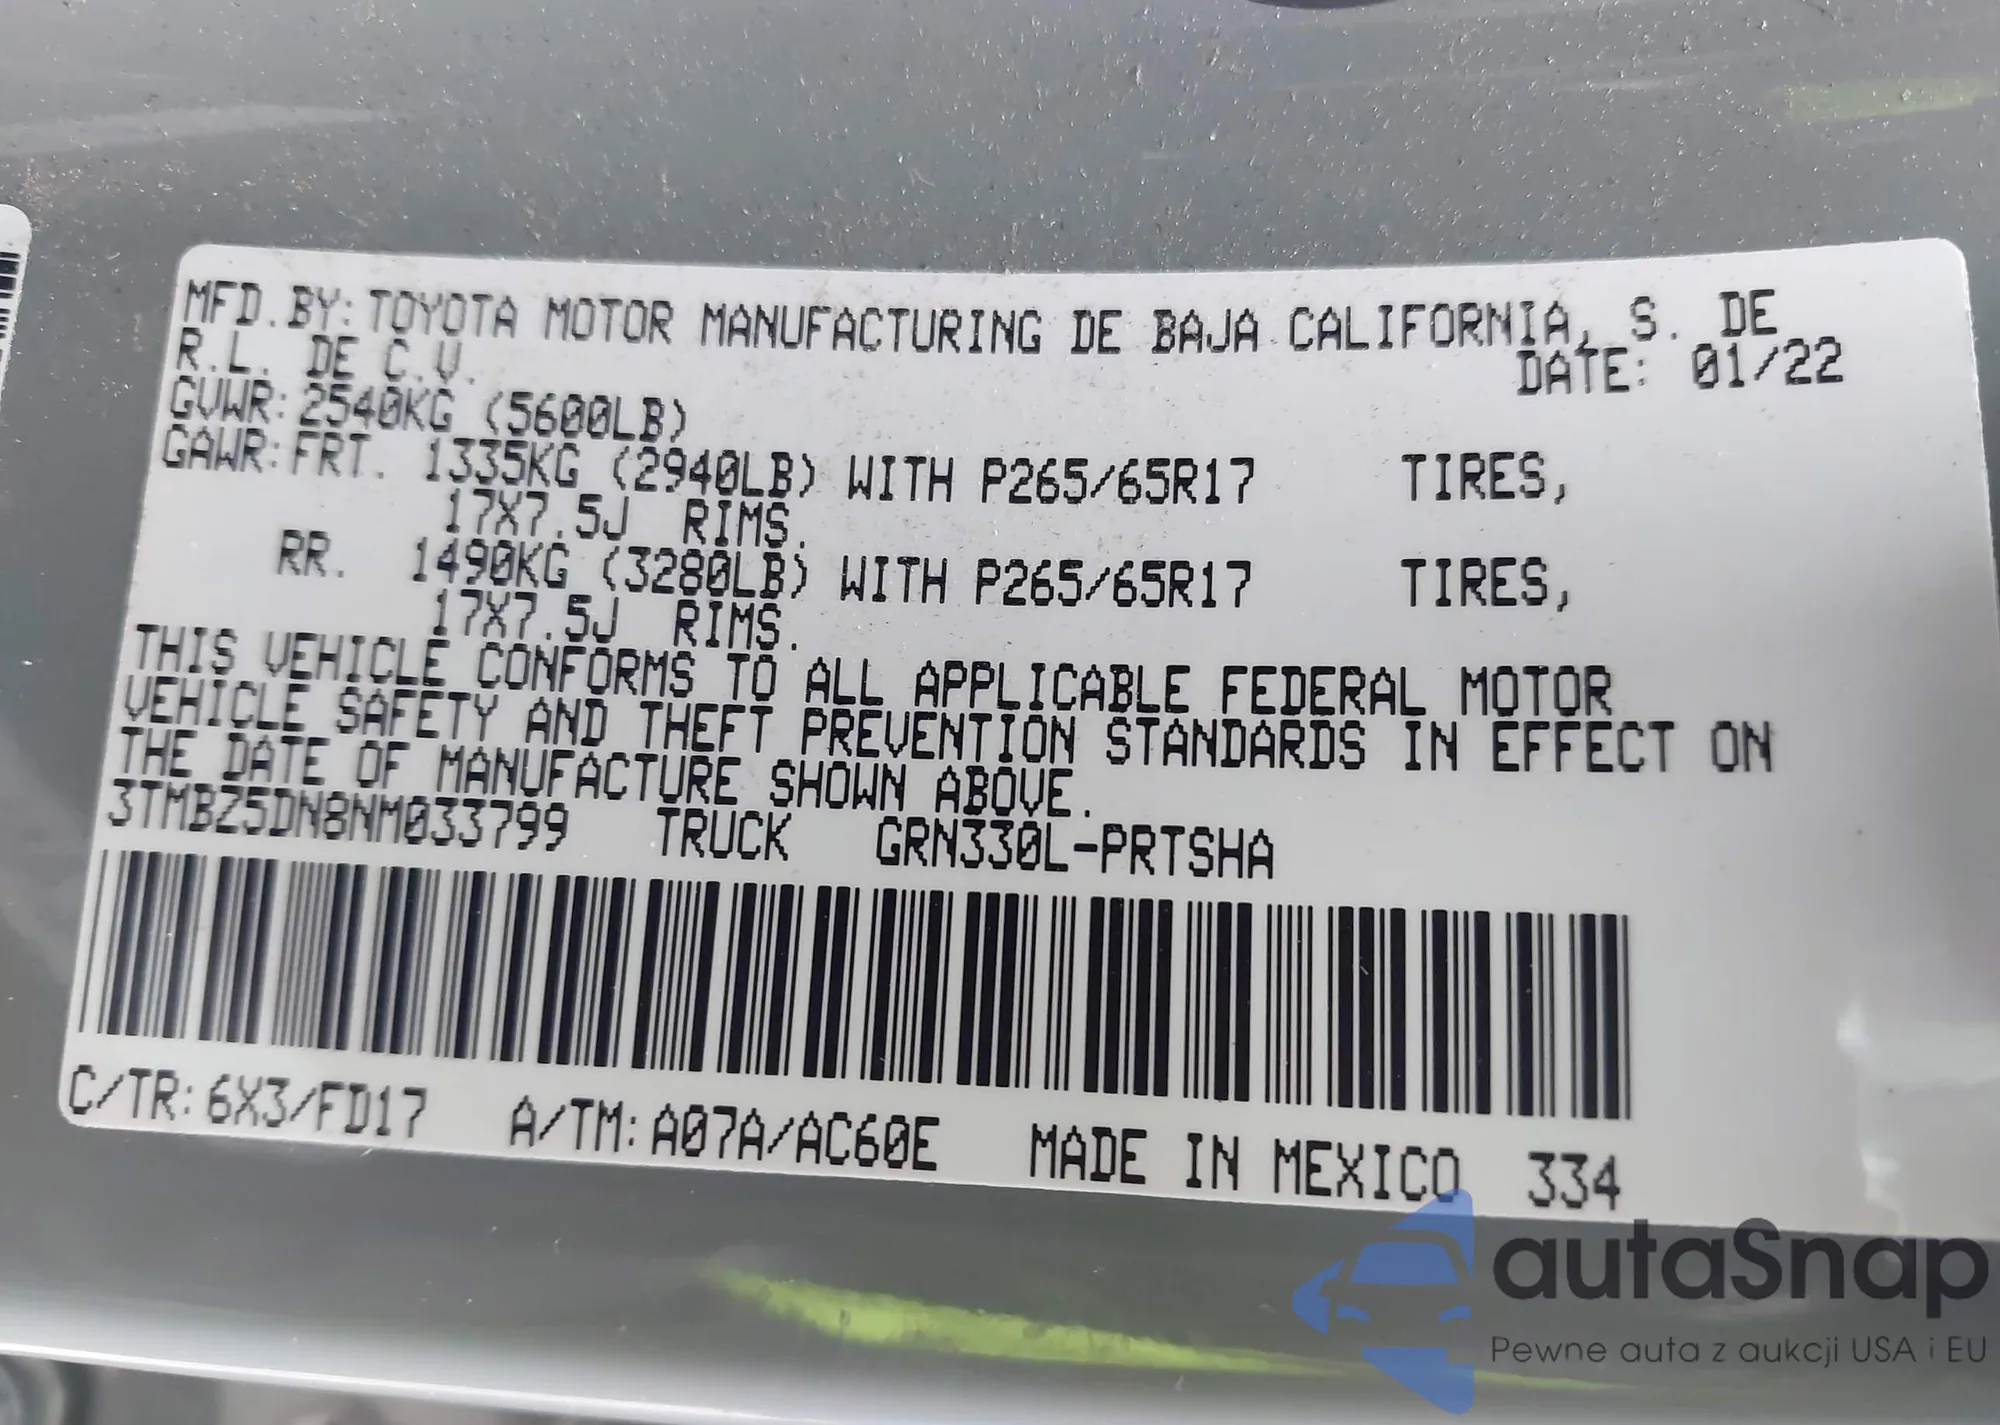 MFD.BY: TOYOTA MOTOR MANUFACTURING DE BAJA CALIFORNIA, S. DE
R.L. DE C.V.
DATE: 01/22
GVWR: 2540KG (5600LB)
GAWR: FRT. 1335KG (2940LB) WITH P265/65R17 TIRES,
17X7.5J RIMS.
RR. 1490KG (3280LB) WITH P265/65R17 TIRES,
17X7.5J RIMS.
THIS VEHICLE CONFORMS TO ALL APPLICABLE FEDERAL MOTOR
VEHICLE SAFETY AND THEFT PREVENTION STANDARDS IN EFFECT ON
THE DATE OF MANUFACTURE SHOWN ABOVE.
3TMBZ5DN8NM033799 TRUCK GRN330L-PRTSHA
C/TR: 6X3/FD17 A/TM: A07A/AC60E MADE IN MEXICO 334
autaSnap
Pewne auta z aukcji USA i EU